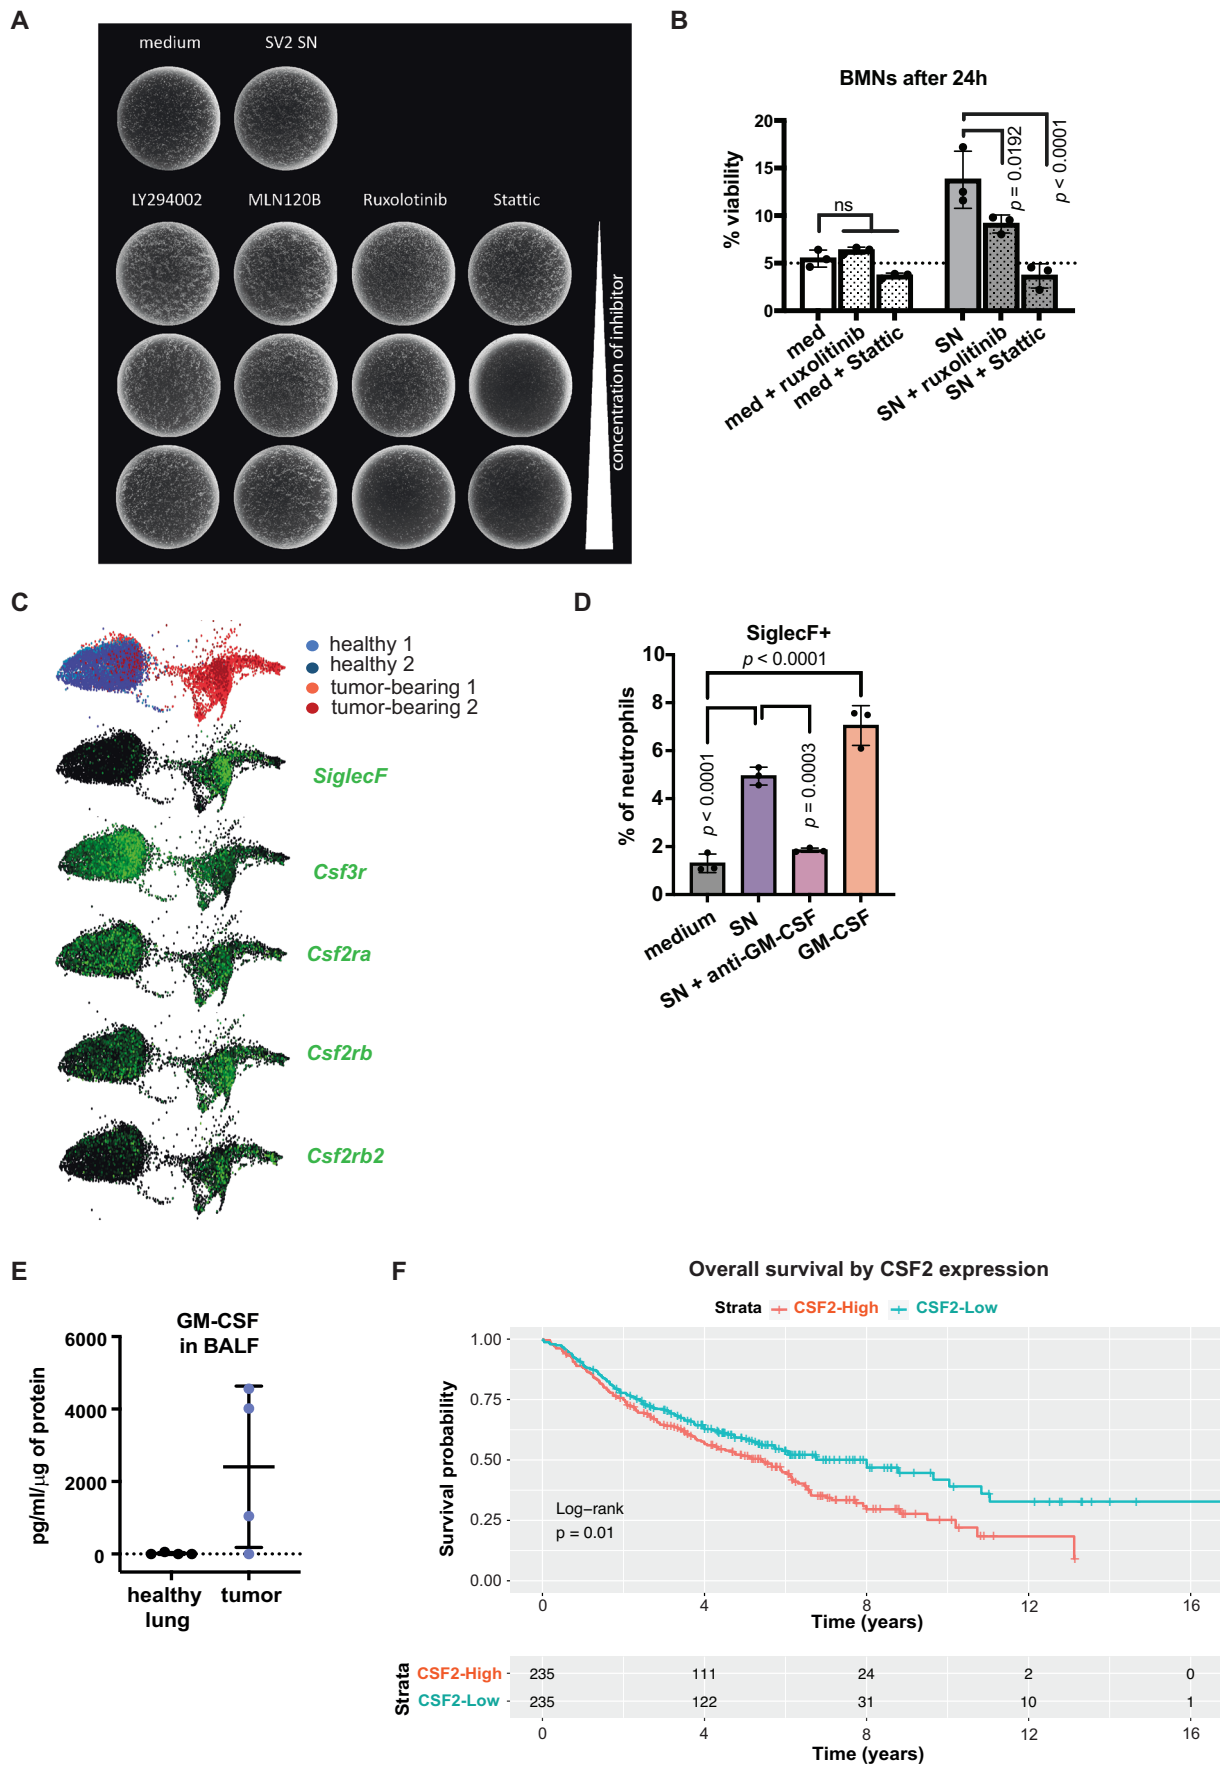 A
medium
SV2 SN
LY294002
MLN120B
Ruxolotinib
Stattic
concentration of inhibitor
B
BMNs after 24h
% viability
20
15
10
5
0
ns
p = 0.0192
p < 0.0001
med
med + ruxolitinib
med + Stattic
SN
SN + ruxolitinib
SN + Stattic
C
healthy 1
healthy 2
tumor-bearing 1
tumor-bearing 2
SiglecF
Csf3r
Csf2ra
Csf2rb
Csf2rb2
D
SiglecF+
% of neutrophils
10
8
6
4
2
0
p < 0.0001
p < 0.0001
p = 0.0003
medium
SN
SN + anti-GM-CSF
GM-CSF
E
GM-CSF
in BALF
pg/ml/µg of protein
6000
4000
2000
0
healthy
lung
tumor
F
Overall survival by CSF2 expression
Strata CSF2-High CSF2-Low
Survival probability
1.00
0.75
0.50
0.25
0.00
Log−rank
p = 0.01
0 4 8 12 16
Time (years)
Strata
CSF2-High 235 111 24 2 0
CSF2-Low 235 122 31 10 1
0 4 8 12 16
Time (years)